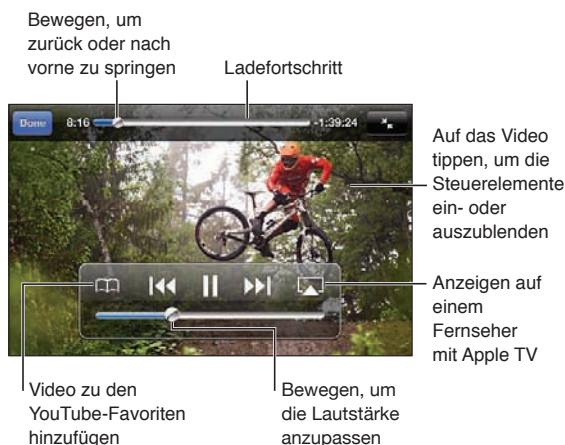 Bewegen, um
zurück oder nach
vorne zu springen
Ladefortschritt
Done
8:16
-1:39:24
Auf das Video
tippen, um die
Steuerelemente
ein- oder
auszublenden
Anzeigen auf
einem
Fernseher
mit Apple TV
Video zu den
YouTube-Favoriten
hinzufügen
Bewegen, um
die Lautstärke
anzupassen